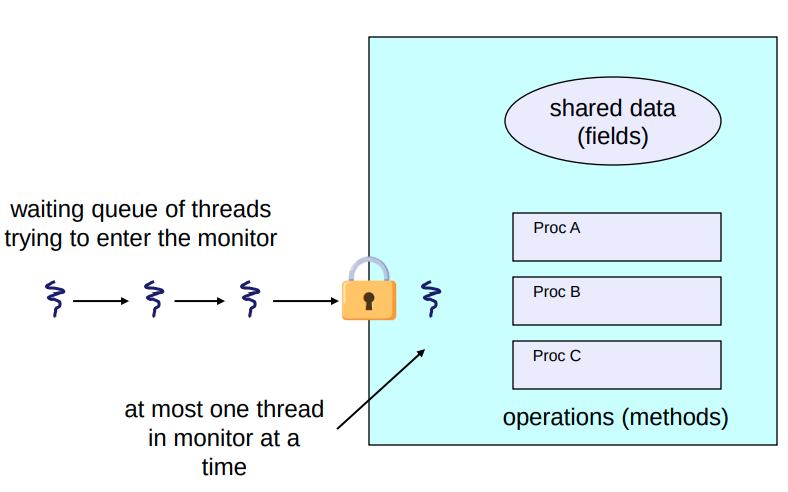 shared data
(fields)
waiting queue of threads
trying to enter the monitor
Proc A
Proc B
Proc C
at most one thread
in monitor at a
time
operations (methods)